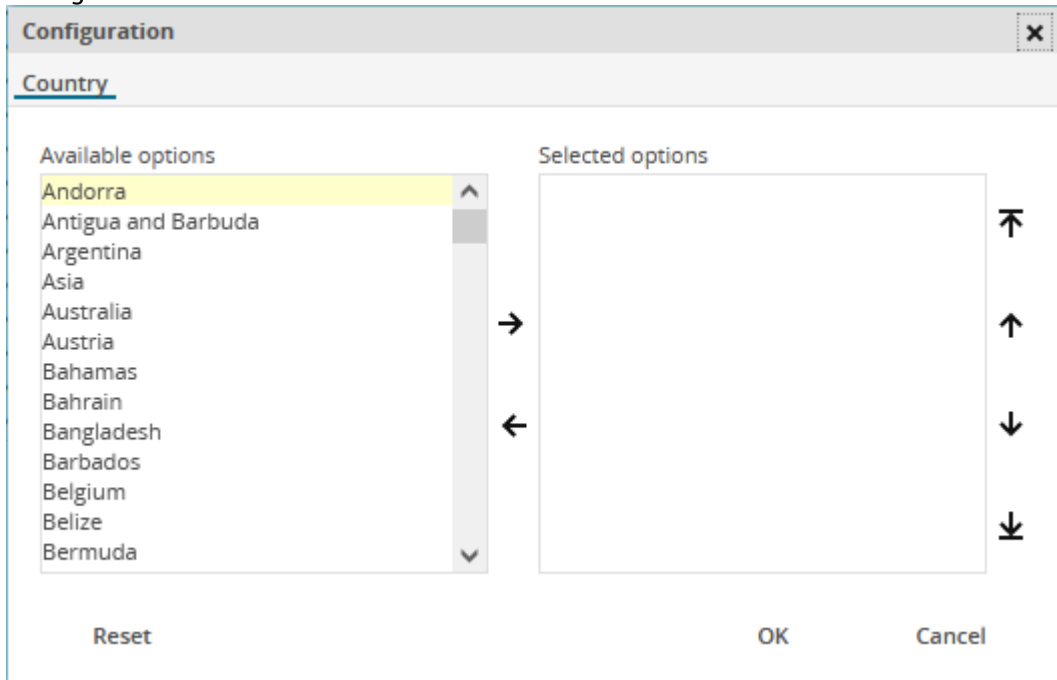 Configuration
Country
Available options
Selected options
Andorra
Antigua and Barbuda
Argentina
Asia
Australia
Austria
Bahamas
Bahrain
Bangladesh
Barbados
Belgium
Belize
Bermuda
Reset
OK
Cancel